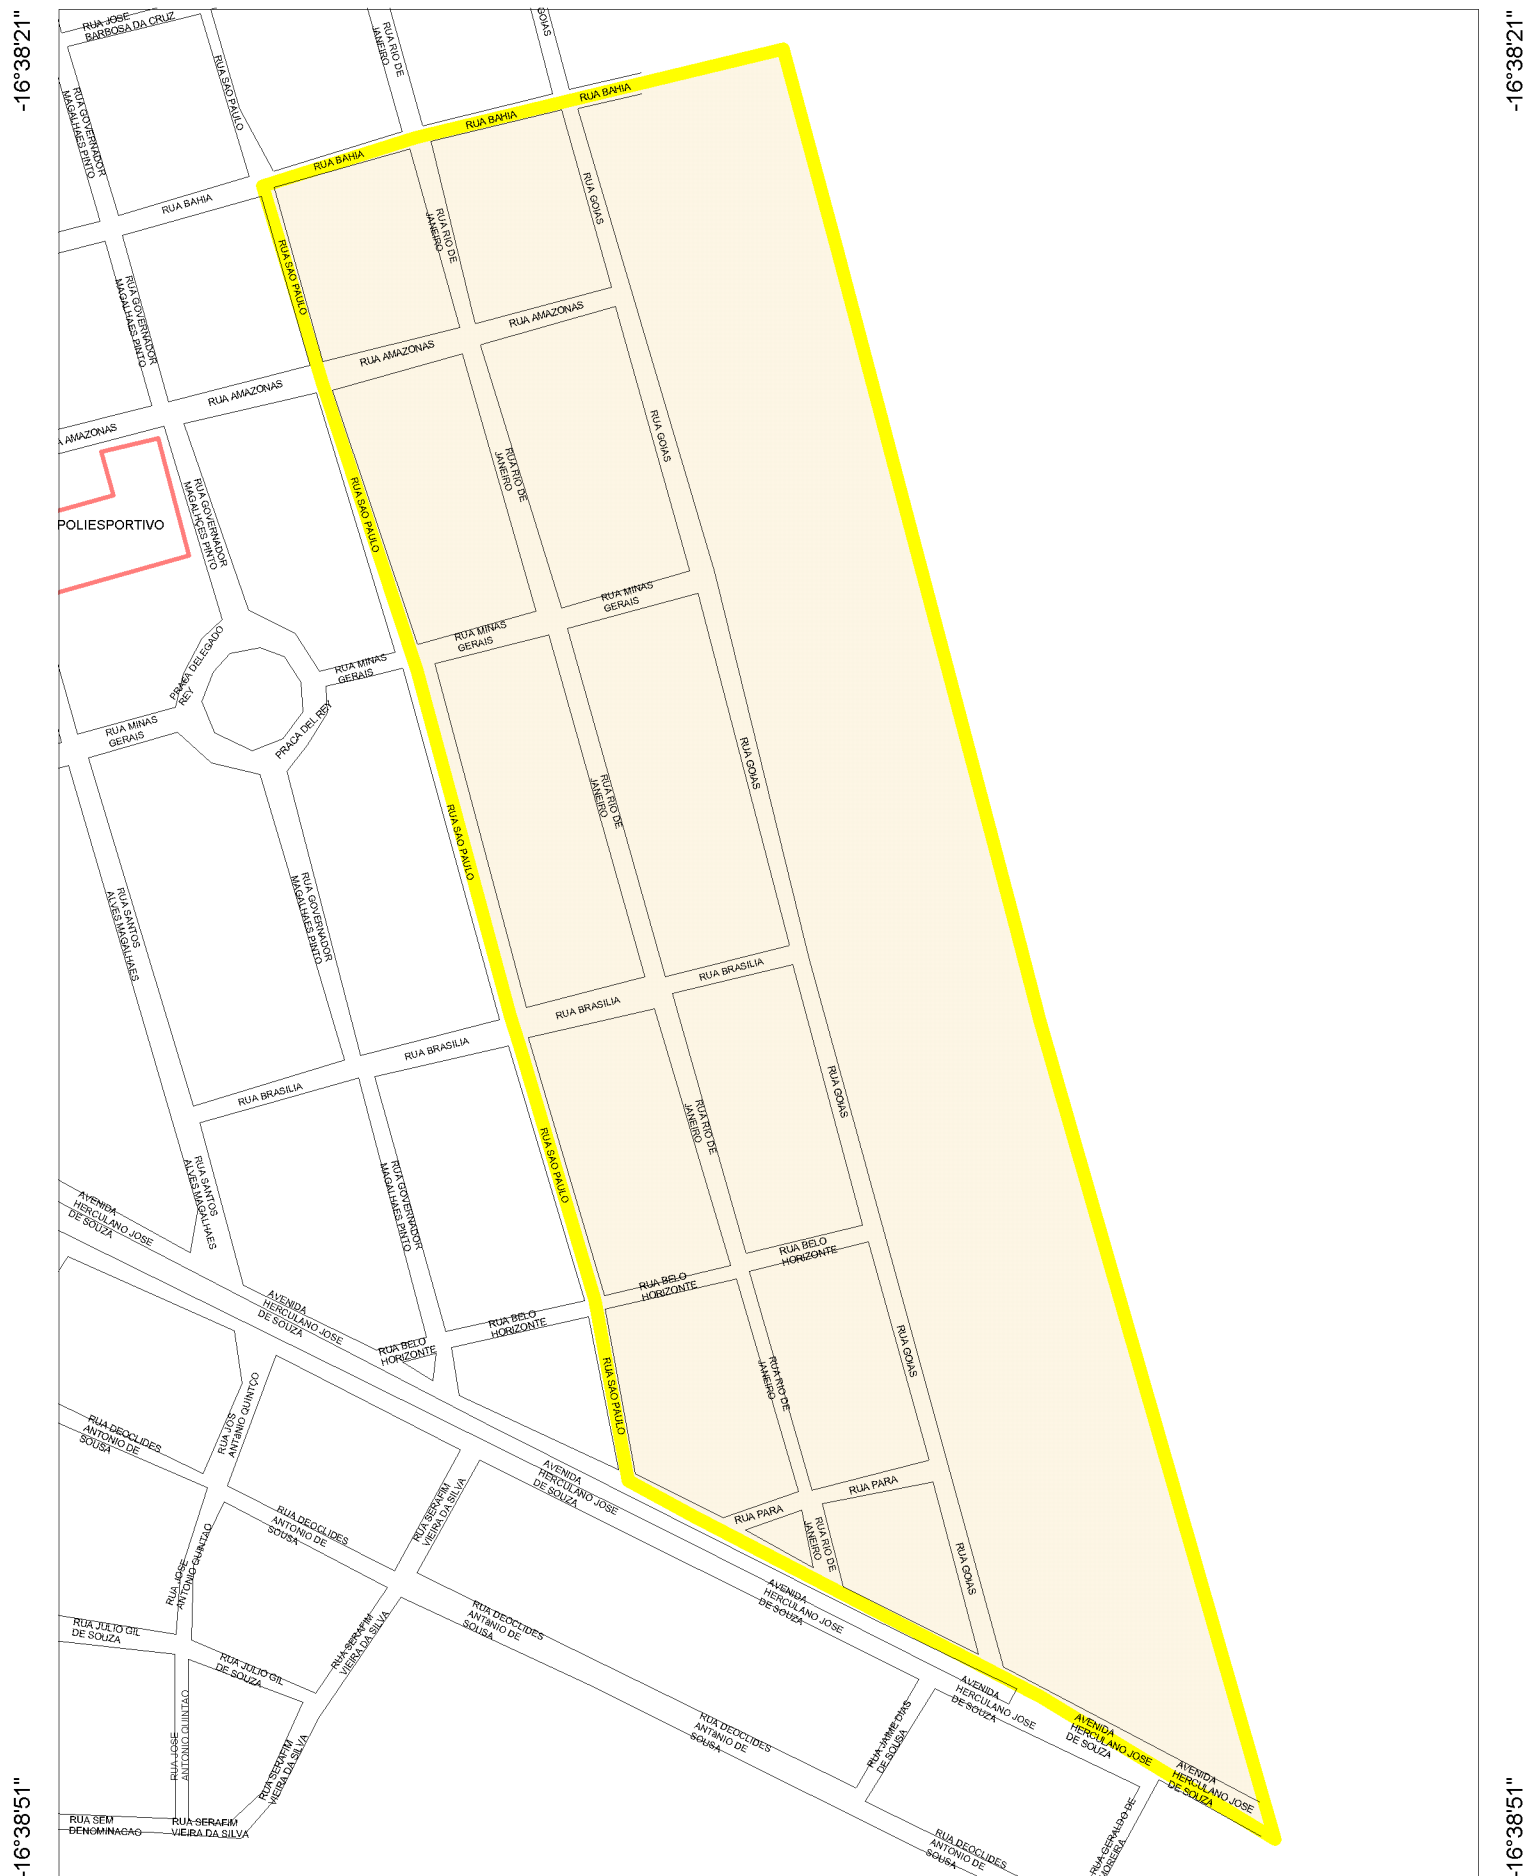 -16°38'21"
-16°38'21"
RUA JOSE
BARBOSA DA CRUZ
RUA SAO PAULO
RUA RIO DE
JANEIRO
GOIAS
RUA GOVERNADOR
MAGALHAES PINTO
RUA BAHIA
RUA BAHIA
RUA BAHIA
RUA BAHIA
RUA SAO PAULO
RUA RIO DE
JANEIRO
RUA GOIAS
RUA GOVERNADOR
MAGALHAES PINTO
RUA AMAZONAS
RUA AMAZONAS
RUA AMAZONAS
A AMAZONAS
RUA GOIAS
RUA RIO DE
JANEIRO
RUA SAO PAULO
RUA GOVERNADOR
MAGALHCES PINTO
POLIESPORTIVO
RUA MINAS
GERAIS
RUA MINAS
GERAIS
RUA MINAS
GERAIS
PRACA DELEGADO
REY
PRACA DEL REY
RUA MINAS
GERAIS
RUA GOIAS
RUA RIO DE
JANEIRO
RUA SAO PAULO
RUA GOVERNADOR
MAGALHAES PINTO
RUA SANTOS
ALVES MAGALHAES
RUA BRASILIA
RUA BRASILIA
RUA BRASILIA
RUA BRASILIA
RUA GOIAS
RUA RIO DE
JANEIRO
RUA SAO PAULO
RUA GOVERNADOR
MAGALHAES PINTO
RUA SANTOS
ALVES MAGALHAES
AVENIDA
HERCULANO JOSE
DE SOUZA
RUA BELO
HORIZONTE
RUA BELO
HORIZONTE
RUA BELO
HORIZONTE
RUA BELO
HORIZONTE
AVENIDA
HERCULANO JOSE
DE SOUZA
RUA GOIAS
RUA RIO DE
JANEIRO
RUA SAO PAULO
RUA JOS
ANTäNIO QUINTÇO
RUA DEOCLIDES
ANTONIO DE
SOUSA
AVENIDA
HERCULANO JOSE
DE SOUZA
RUA PARA
RUA PARA
RUA SERAFIM
VIEIRA DA SILVA
RUA DEOCLIDES
ANTONIO DE
SOUSA
RUA RIO DE
JANEIRO
RUA GOIAS
RUA JOSE
ANTONIO QUINTAO
AVENIDA
HERCULANO JOSE
DE SOUZA
RUA DEOCLIDES
ANTäNIO DE
SOUSA
RUA JULIO GIL
DE SOUZA
RUA SERAFIM
VIEIRA DA SILVA
RUA JULIO GIL
DE SOUZA
AVENIDA
HERCULANO JOSE
DE SOUZA
RUA JOSE
ANTONIO QUINTAO
RUA DEOCLIDES
ANTäNIO DE
SOUSA
RUA JAIME DIAS
DE SOUSA
AVENIDA
HERCULANO JOSE
DE SOUZA
RUA SERAFIM
VIEIRA DA SILVA
AVENIDA
HERCULANO JOSE
DE SOUZA
RUA SEM
DENOMINACAO
RUA SERAFIM
VIEIRA DA SILVA
RUA DEOCLIDES
ANTONIO DE
SOUSA
RUA GERALDO DE
MOREIRA
-16°38'51"
-16°38'51"